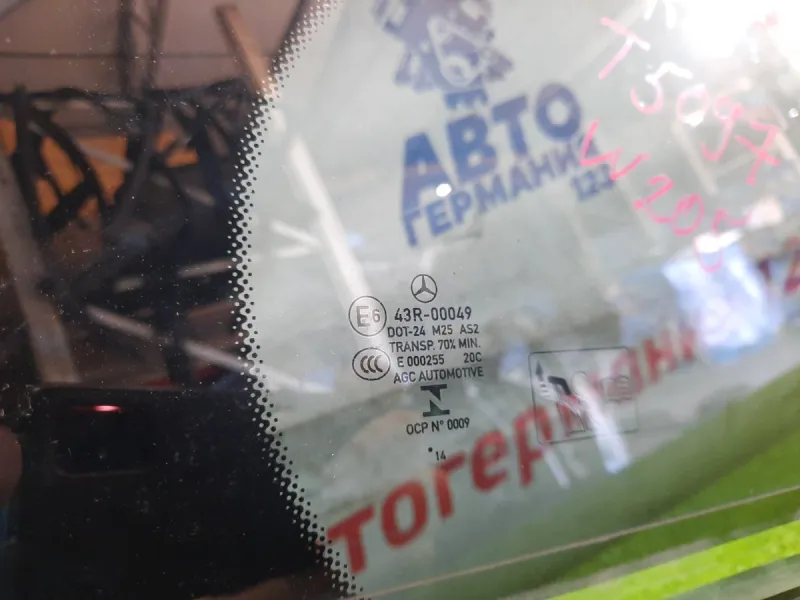 АВТО
ГЕРМАНИЯ
123
T5097
W205
E6 43R-00049
DOT-24 M25 AS2
TRANSP. 70% MIN.
CCC E 000255 20C
AGC AUTOMOTIVE
OCP N° 0009
•14
тогермани